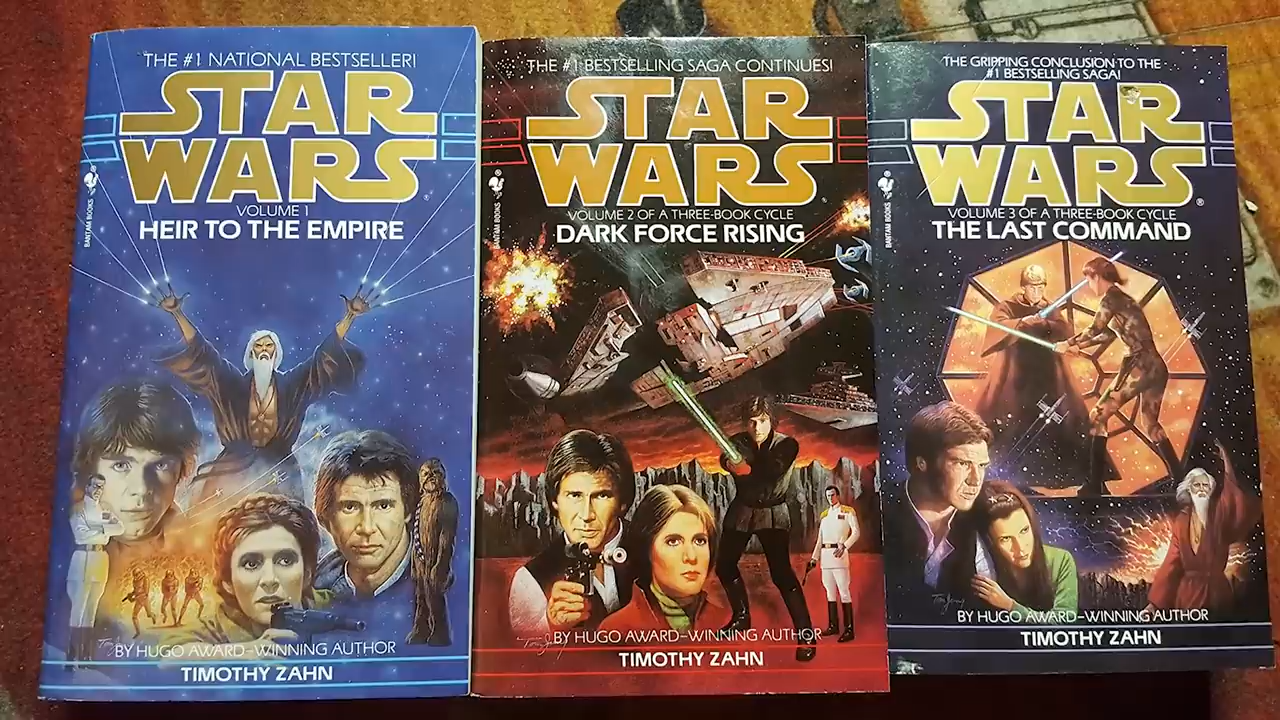 THE #1 NATIONAL BESTSELLER!
STAR
WARS®
VOLUME 1
HEIR TO THE EMPIRE
BANTAM BOOKS
BY HUGO AWARD–WINNING AUTHOR
TIMOTHY ZAHN
THE #1 BESTSELLING SAGA CONTINUES!
STAR
WARS®
VOLUME 2 OF A THREE-BOOK CYCLE
DARK FORCE RISING
BANTAM BOOKS
BY HUGO AWARD–WINNING AUTHOR
TIMOTHY ZAHN
THE GRIPPING CONCLUSION TO THE
#1 BESTSELLING SAGA!
STAR
WARS®
VOLUME 3 OF A THREE-BOOK CYCLE
THE LAST COMMAND
BANTAM BOOKS
BY HUGO AWARD–WINNING AUTHOR
TIMOTHY ZAHN